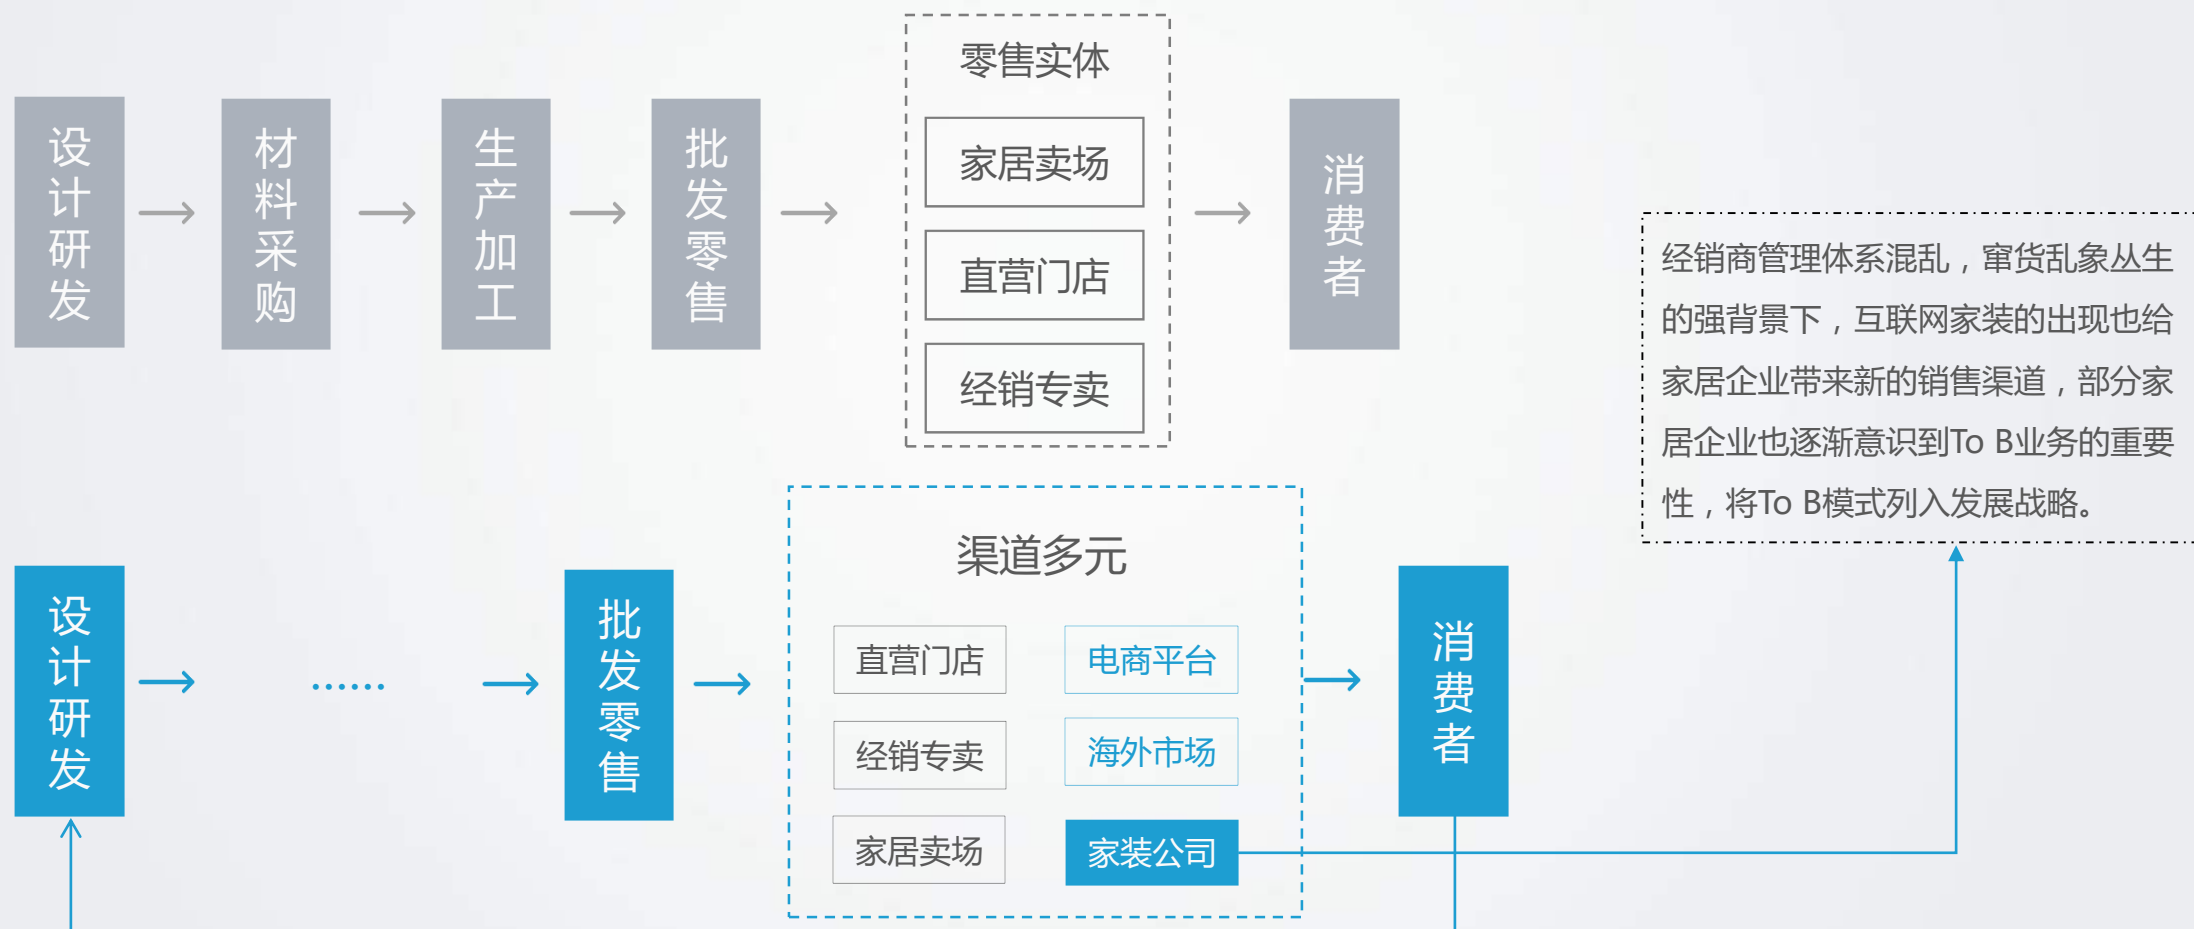 设计研发
材料采购
生产加工
批发零售
零售实体
家居卖场
直营门店
经销专卖
消费者
经销商管理体系混乱，窜货乱象丛生
的强背景下，互联网家装的出现也给
家居企业带来新的销售渠道，部分家
居企业也逐渐意识到To B业务的重要
性，将To B模式列入发展战略。
设计研发
……
批发零售
渠道多元
直营门店
电商平台
经销专卖
海外市场
家居卖场
家装公司
消费者